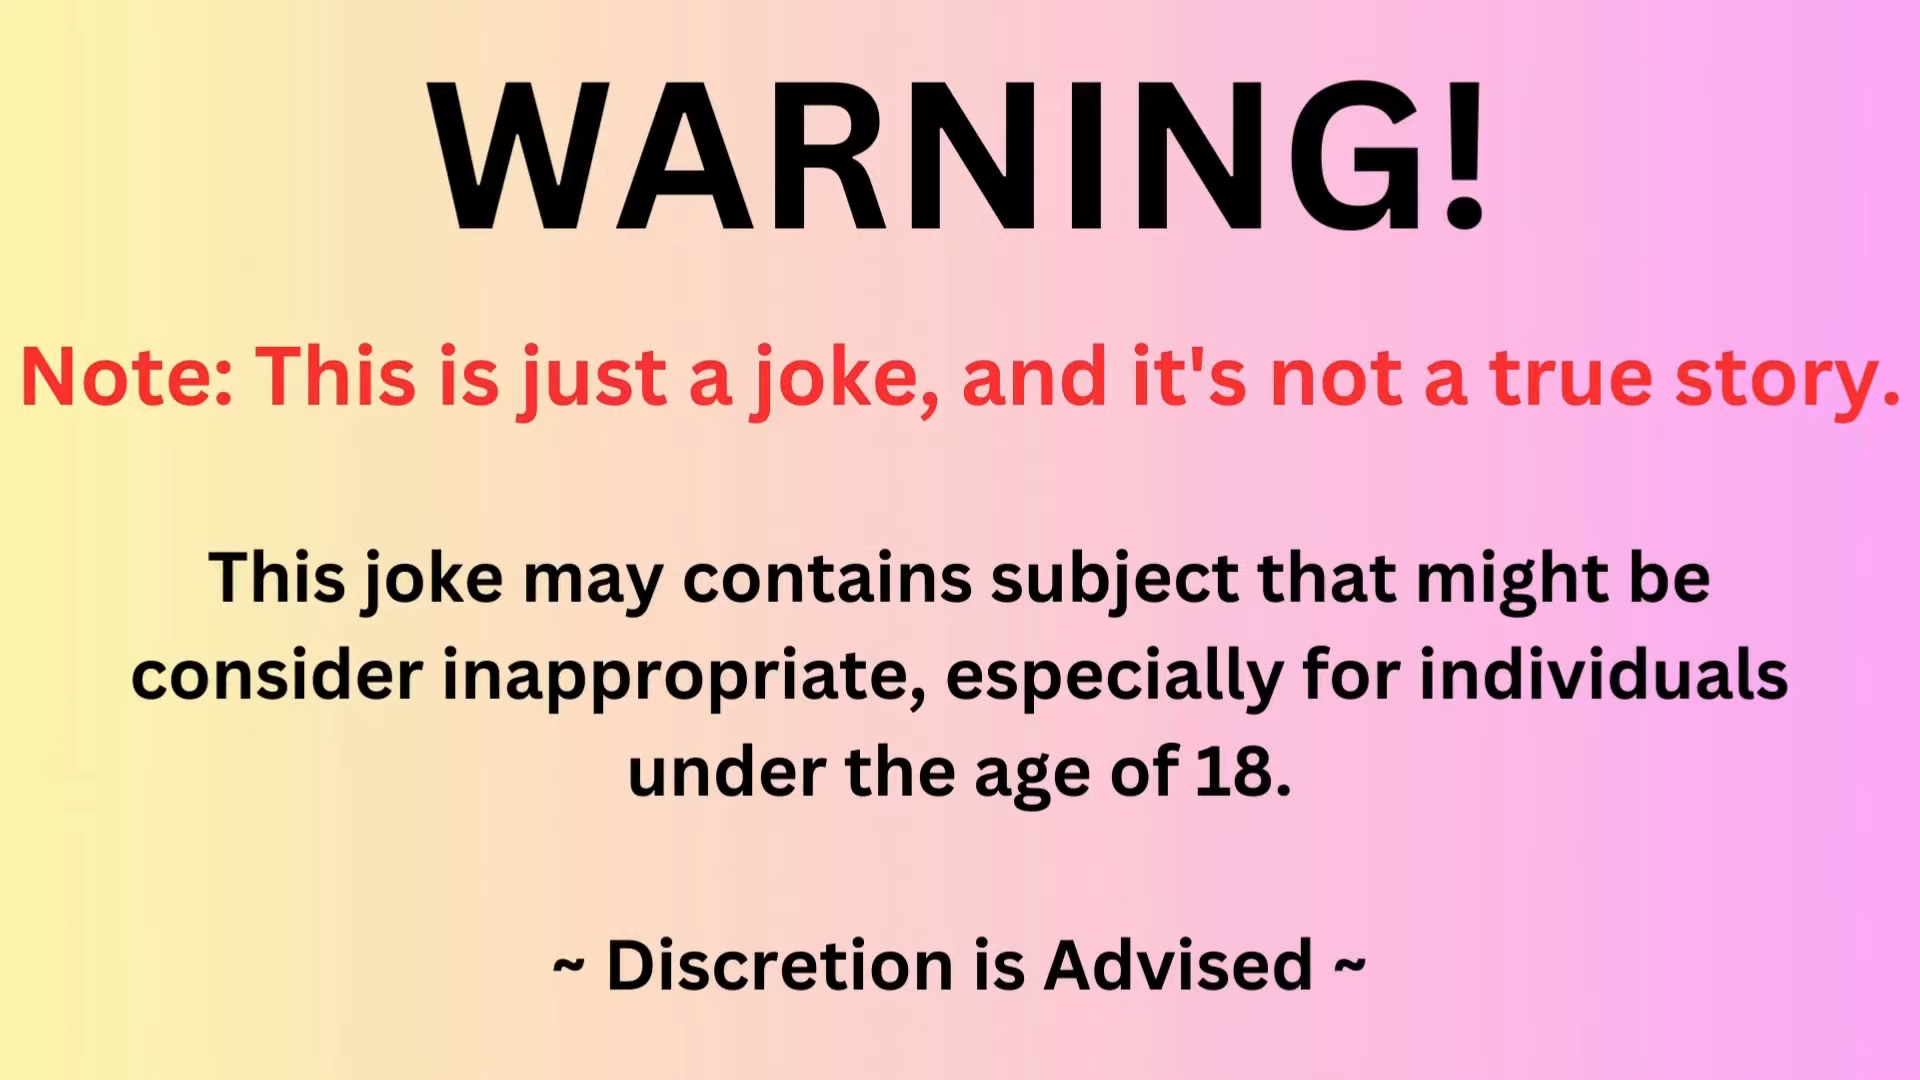 WARNING!
Note: This is just a joke, and it's not a true story.
This joke may contains subject that might be
consider inappropriate, especially for individuals
under the age of 18.
~ Discretion is Advised ~